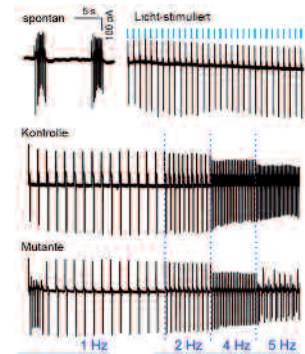 spontan
5 s
100 pA
Licht-stimuliert
Kontrolle
Mutante
1 Hz
2 Hz
4 Hz
5 Hz